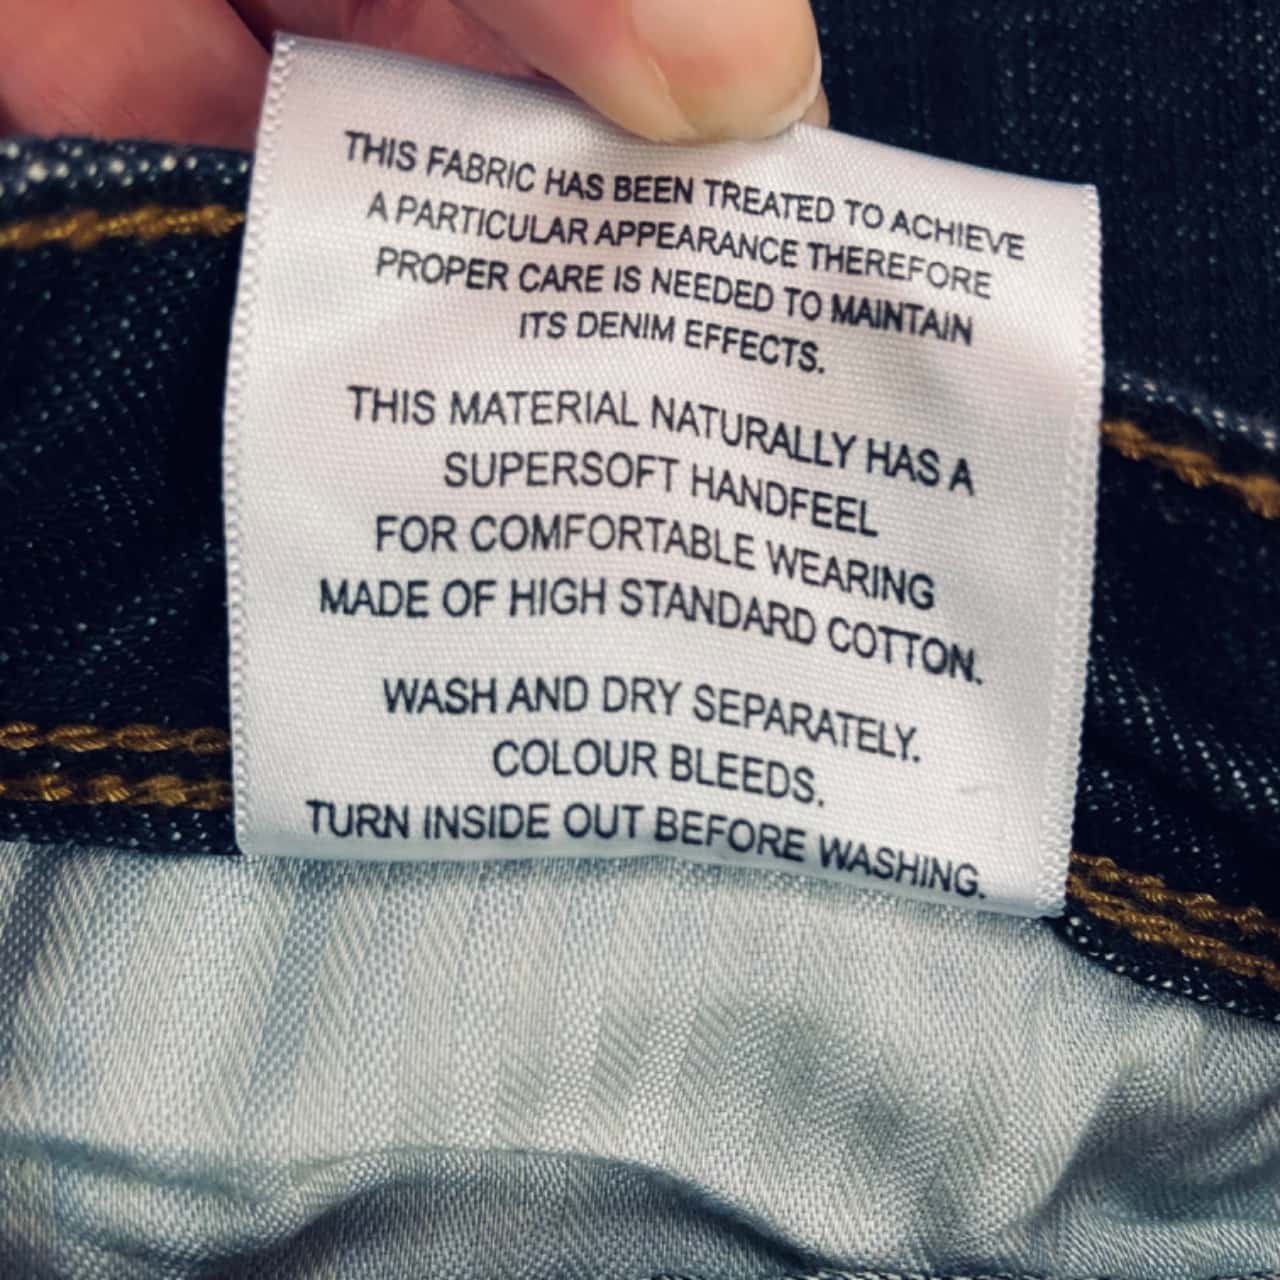 THIS FABRIC HAS BEEN TREATED TO ACHIEVE
A PARTICULAR APPEARANCE THEREFORE
PROPER CARE IS NEEDED TO MAINTAIN
ITS DENIM EFFECTS.
THIS MATERIAL NATURALLY HAS A
SUPERSOFT HANDFEEL
FOR COMFORTABLE WEARING
MADE OF HIGH STANDARD COTTON.
WASH AND DRY SEPARATELY.
COLOUR BLEEDS.
TURN INSIDE OUT BEFORE WASHING.